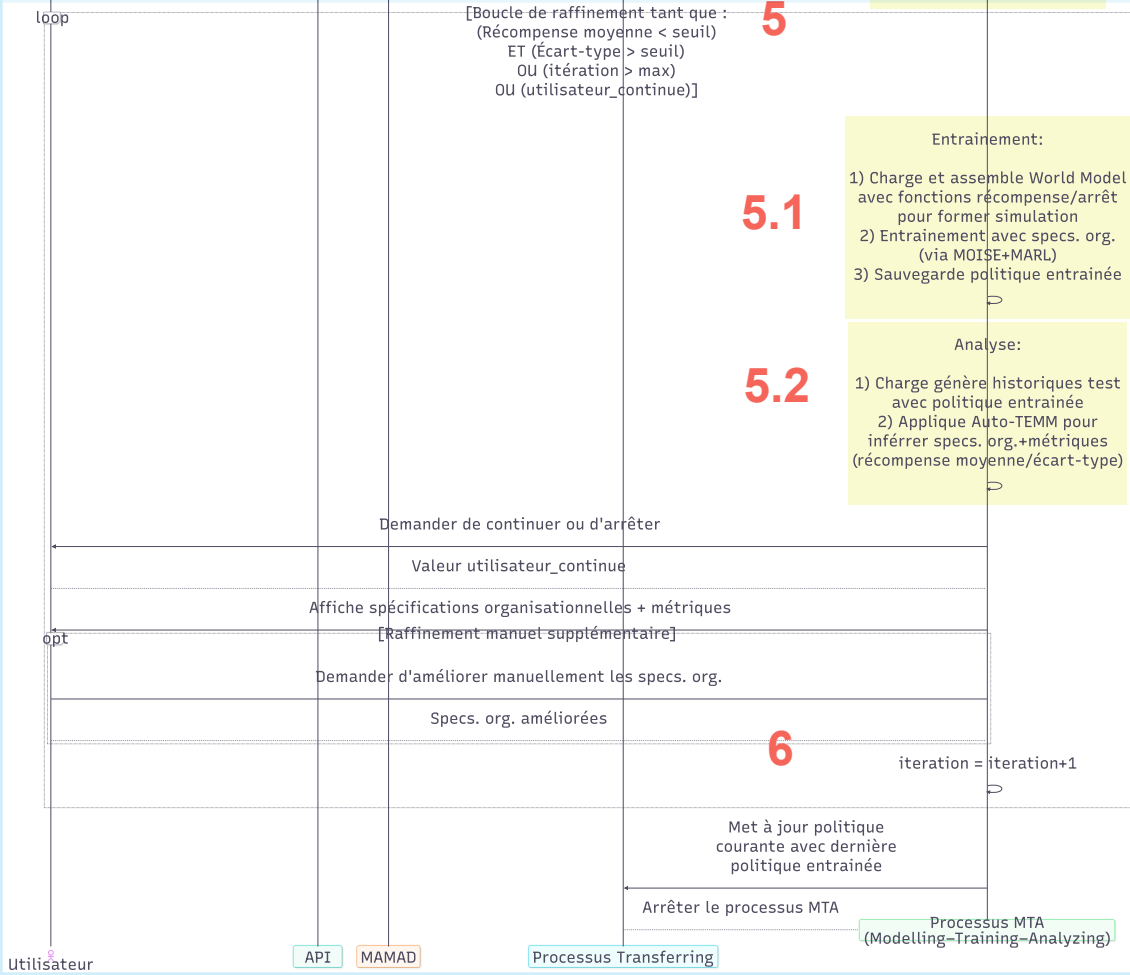 loop
[Boucle de raffinement tant que :
(Récompense moyenne < seuil)
ET (Écart-type > seuil)
OU (itération > max)
OU (utilisateur_continue)]
5
Entrainement:
1) Charge et assemble World Model
avec fonctions récompense/arrêt
pour former simulation
2) Entrainement avec specs. org.
(via MOISE+MARL)
3) Sauvegarde politique entrainée
5.1
Analyse:
1) Charge génère historiques test
avec politique entrainée
2) Applique Auto-TEMM pour
inférrer specs. org.+métriques
(récompense moyenne/écart-type)
5.2
Demander de continuer ou d'arrêter
Valeur utilisateur_continue
Affiche spécifications organisationnelles + métriques
opt
[Raffinement manuel supplémentaire]
Demander d'améliorer manuellement les specs. org.
Specs. org. améliorées
6
iteration = iteration+1
Met à jour politique
courante avec dernière
politique entrainée
Arrêter le processus MTA
Processus MTA
(Modelling–Training–Analyzing)
Utilisateur
API
MAMAD
Processus Transferring